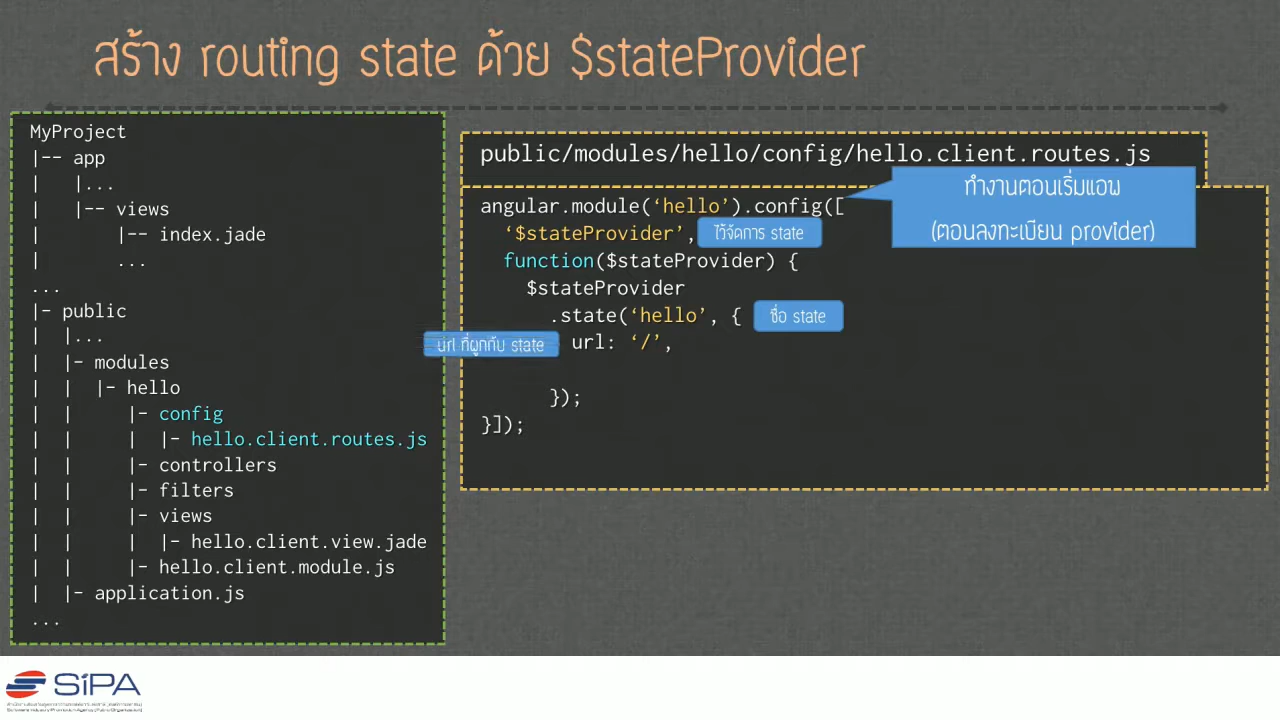 สร้าง routing state ด้วย $stateProvider
MyProject
|-- app
|   |...
|   |-- views
|       |-- index.jade
|       ...
...
|- public
|  |...
|  |- modules
|  |  |- hello
|  |     |- config
|  |     |  |- hello.client.routes.js
|  |     |- controllers
|  |     |- filters
|  |     |- views
|  |     |  |- hello.client.view.jade
|  |     |- hello.client.module.js
|  |- application.js
...
public/modules/hello/config/hello.client.routes.js
ทำงานตอนเริ่มแอพ
(ตอนลงทะเบียน provider)
angular.module(‘hello’).config([
‘$stateProvider’, ไว้จัดการ state
function($stateProvider) {
$stateProvider
.state(‘hello’, { ชื่อ state
url ที่ผูกกับ state url: ‘/’,
});
}]);
SiPA